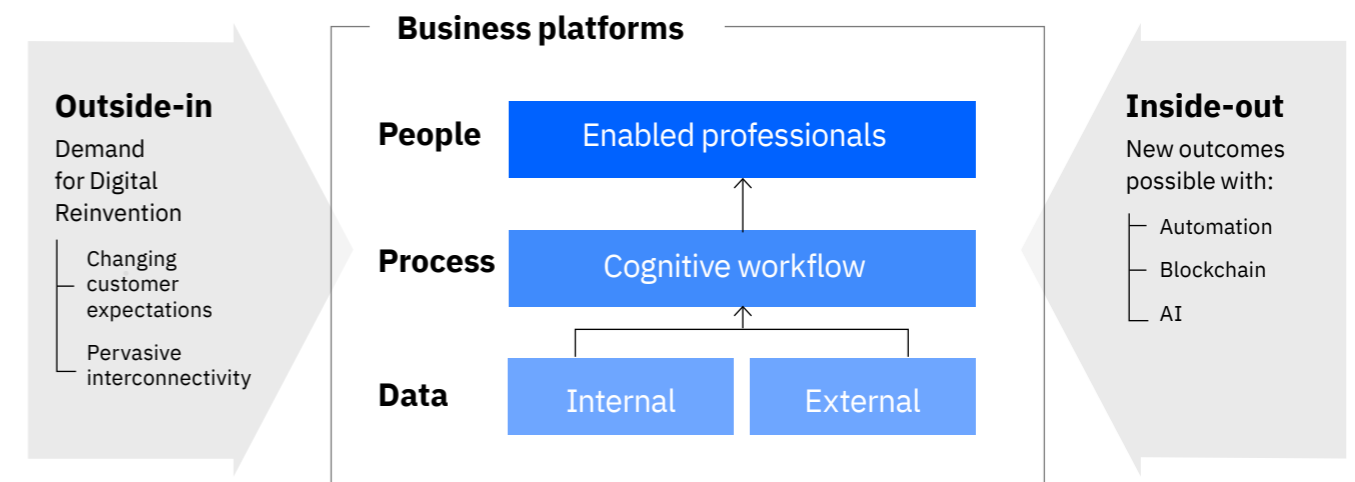 Business platforms
Outside-in
Demand
for Digital
Reinvention
Changing
customer
expectations
Pervasive
interconnectivity
People
Enabled professionals
Process
Cognitive workflow
Data
Internal
External
Inside-out
New outcomes
possible with:
Automation
Blockchain
AI